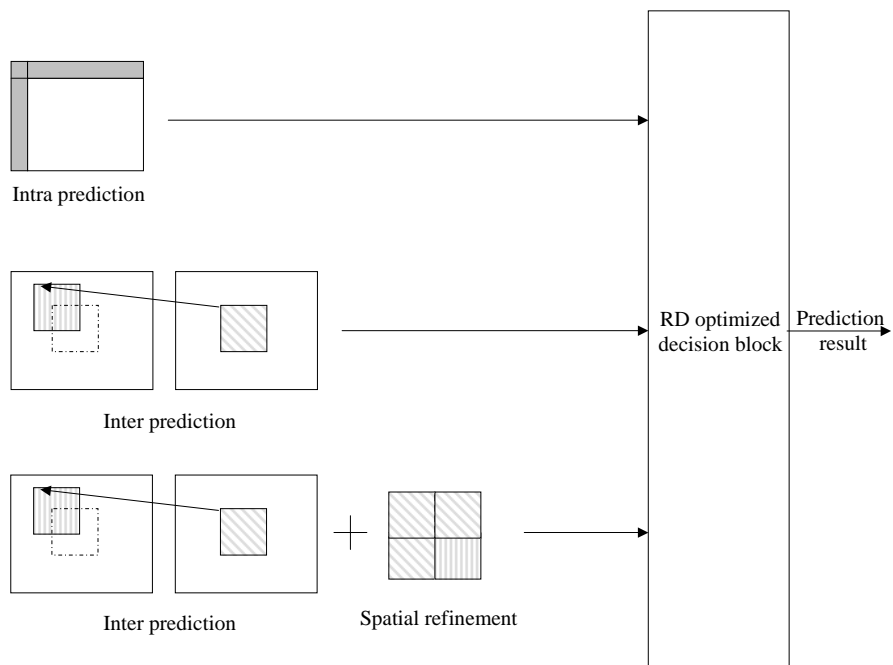 Intra prediction
Inter prediction
Inter prediction
Spatial refinement
RD optimized
decision block
Prediction
result